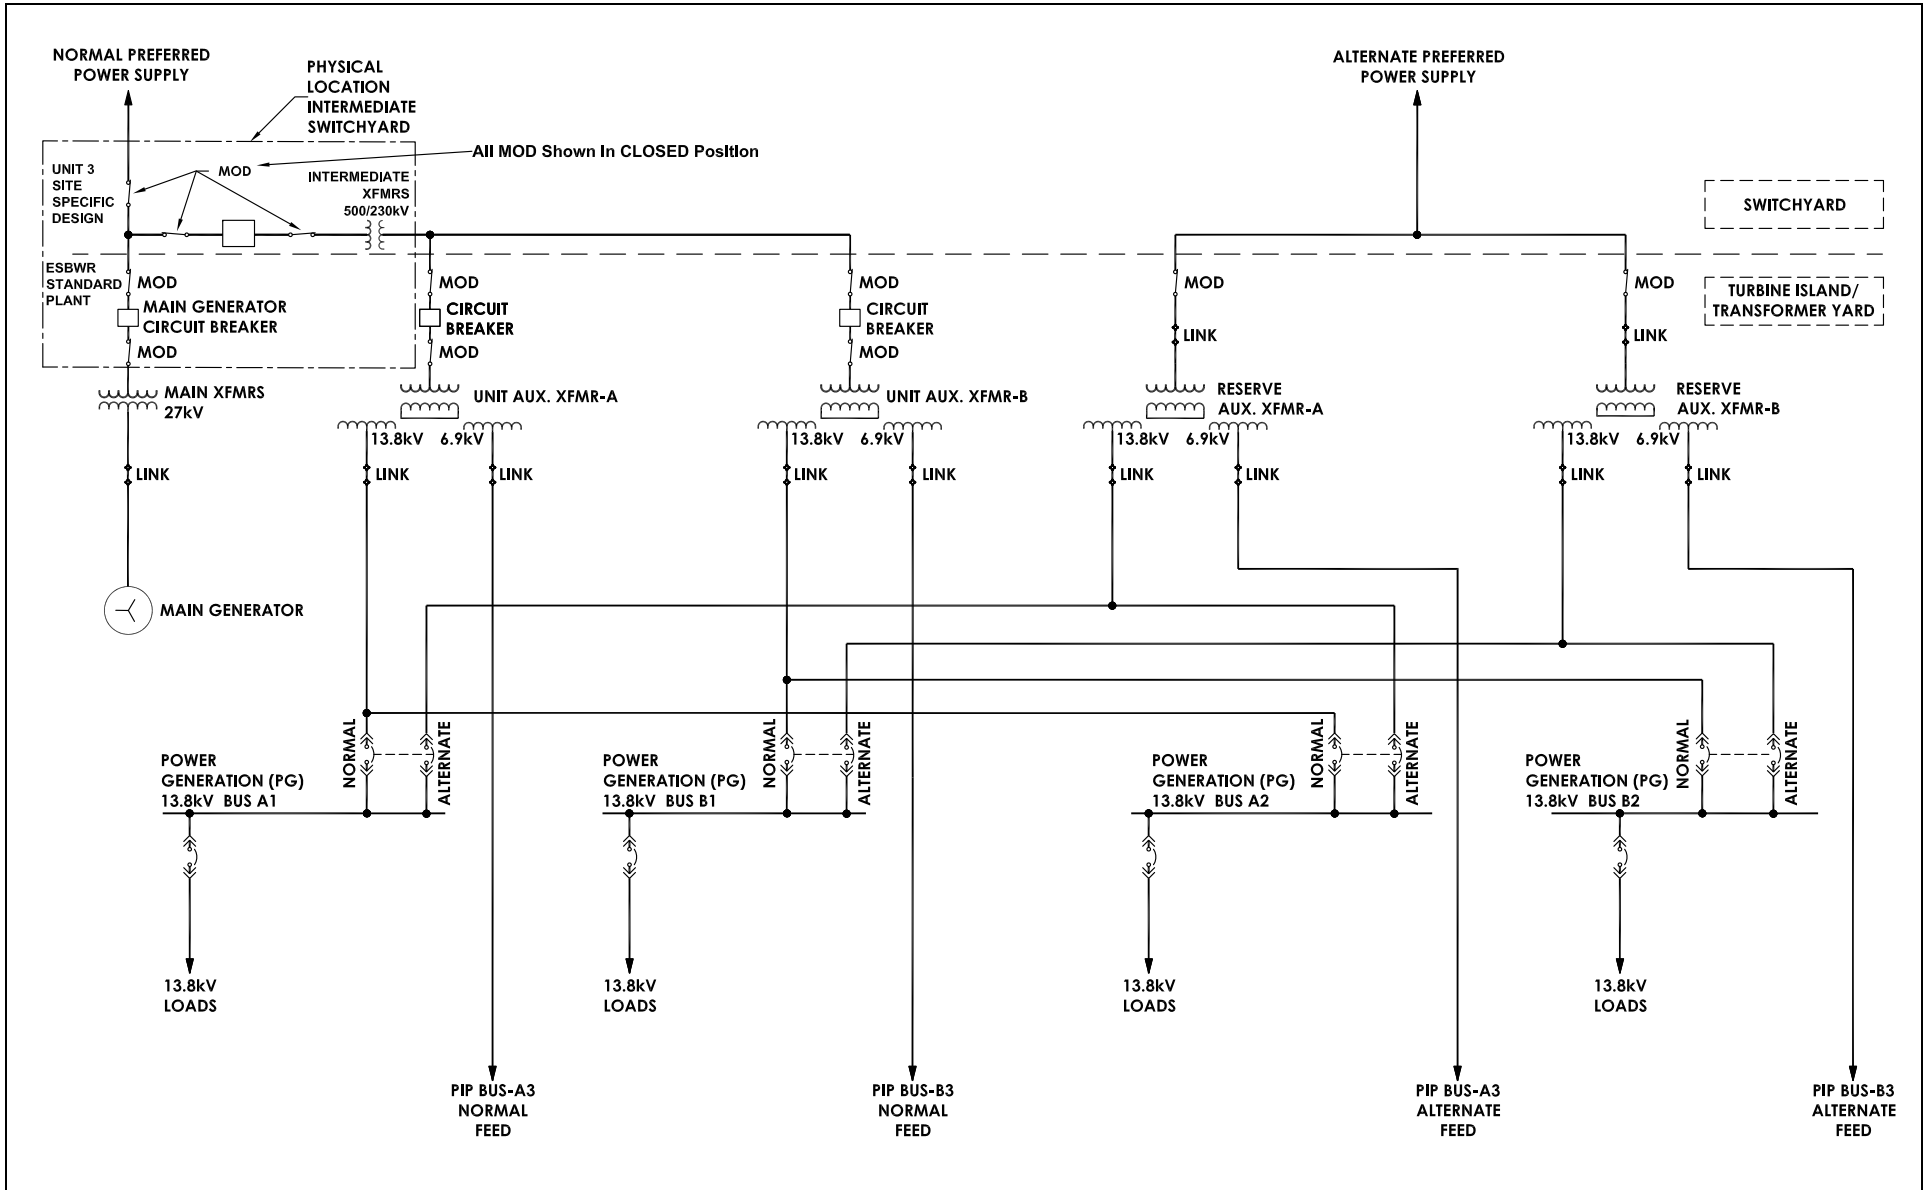 NORMAL PREFERRED
POWER SUPPLY
PHYSICAL
LOCATION
INTERMEDIATE
SWITCHYARD
ALTERNATE PREFERRED
POWER SUPPLY
All MOD Shown In CLOSED Position
UNIT 3
SITE
SPECIFIC
DESIGN
MOD
INTERMEDIATE
XFMRS
500/230kV
SWITCHYARD
ESBWR
STANDARD
PLANT
MOD
MAIN GENERATOR
CIRCUIT BREAKER
MOD
MOD
CIRCUIT
BREAKER
MOD
MOD
CIRCUIT
BREAKER
MOD
MOD
LINK
MOD
LINK
TURBINE ISLAND/
TRANSFORMER YARD
MAIN XFMRS
27kV
UNIT AUX. XFMR-A
UNIT AUX. XFMR-B
RESERVE
AUX. XFMR-A
RESERVE
AUX. XFMR-B
13.8kV
6.9kV
13.8kV
6.9kV
13.8kV
6.9kV
13.8kV
6.9kV
LINK
LINK
LINK
LINK
LINK
LINK
LINK
LINK
LINK
MAIN GENERATOR
POWER
GENERATION (PG)
13.8kV BUS A1
NORMAL
ALTERNATE
POWER
GENERATION (PG)
13.8kV BUS B1
NORMAL
ALTERNATE
POWER
GENERATION (PG)
13.8kV BUS A2
NORMAL
ALTERNATE
POWER
GENERATION (PG)
13.8kV BUS B2
NORMAL
ALTERNATE
13.8kV
LOADS
13.8kV
LOADS
13.8kV
LOADS
13.8kV
LOADS
PIP BUS-A3
NORMAL
FEED
PIP BUS-B3
NORMAL
FEED
PIP BUS-A3
ALTERNATE
FEED
PIP BUS-B3
ALTERNATE
FEED